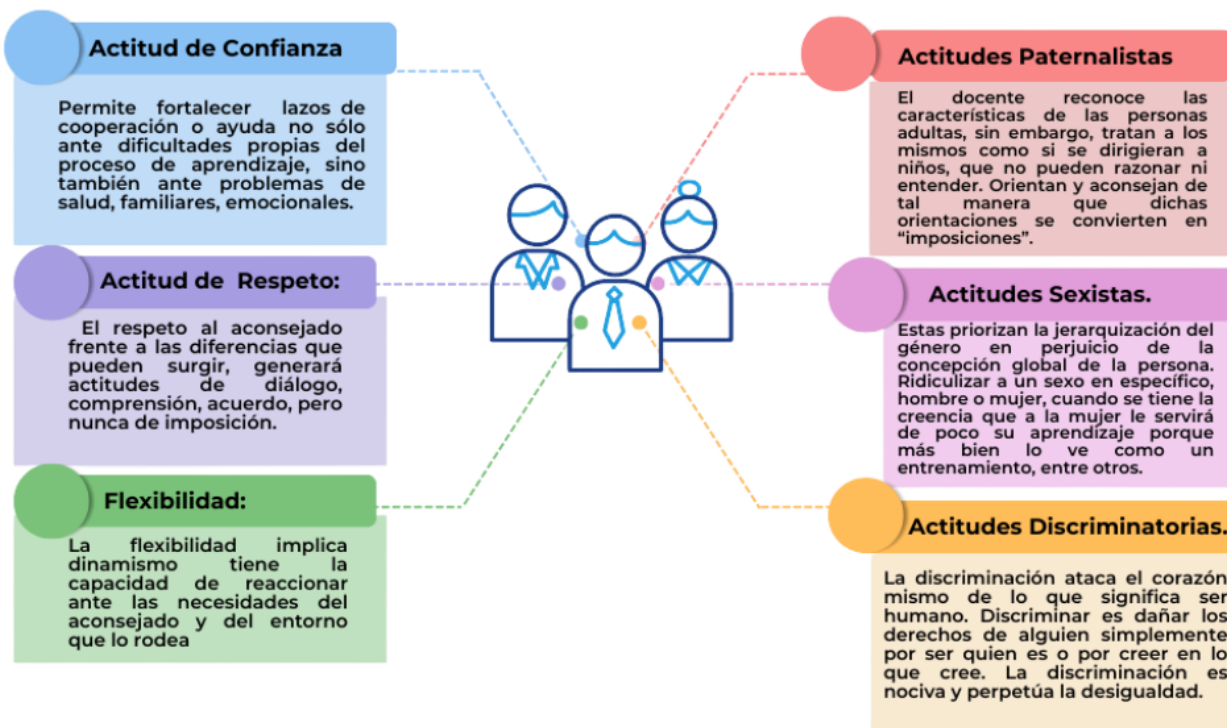 Actitud de Confianza
Permite fortalecer lazos de
cooperación o ayuda no sólo
ante dificultades propias del
proceso de aprendizaje, sino
también ante problemas de
salud, familiares, emocionales.
Actitud de Respeto:
El respeto al aconsejado
frente a las diferencias que
pueden surgir, generará
actitudes de diálogo,
comprensión, acuerdo, pero
nunca de imposición.
Flexibilidad:
La flexibilidad implica
dinamismo tiene la
capacidad de reaccionar
ante las necesidades del
aconsejado y del entorno
que lo rodea
Actitudes Paternalistas
El docente reconoce las
características de las personas
adultas, sin embargo, tratan a los
mismos como si se dirigieran a
niños, que no pueden razonar ni
entender. Orientan y aconsejan de
tal manera que dichas
orientaciones se convierten en
“imposiciones”.
Actitudes Sexistas.
Estas priorizan la jerarquización del
género en perjuicio de la
concepción global de la persona.
Ridiculizar a un sexo en específico,
hombre o mujer, cuando se tiene la
creencia que a la mujer le servirá
de poco su aprendizaje porque
más bien lo ve como un
entrenamiento, entre otros.
Actitudes Discriminatorias.
La discriminación ataca el corazón
mismo de lo que significa ser
humano. Discriminar es dañar los
derechos de alguien simplemente
por ser quien es o por creer en lo
que cree. La discriminación es
nociva y perpetúa la desigualdad.